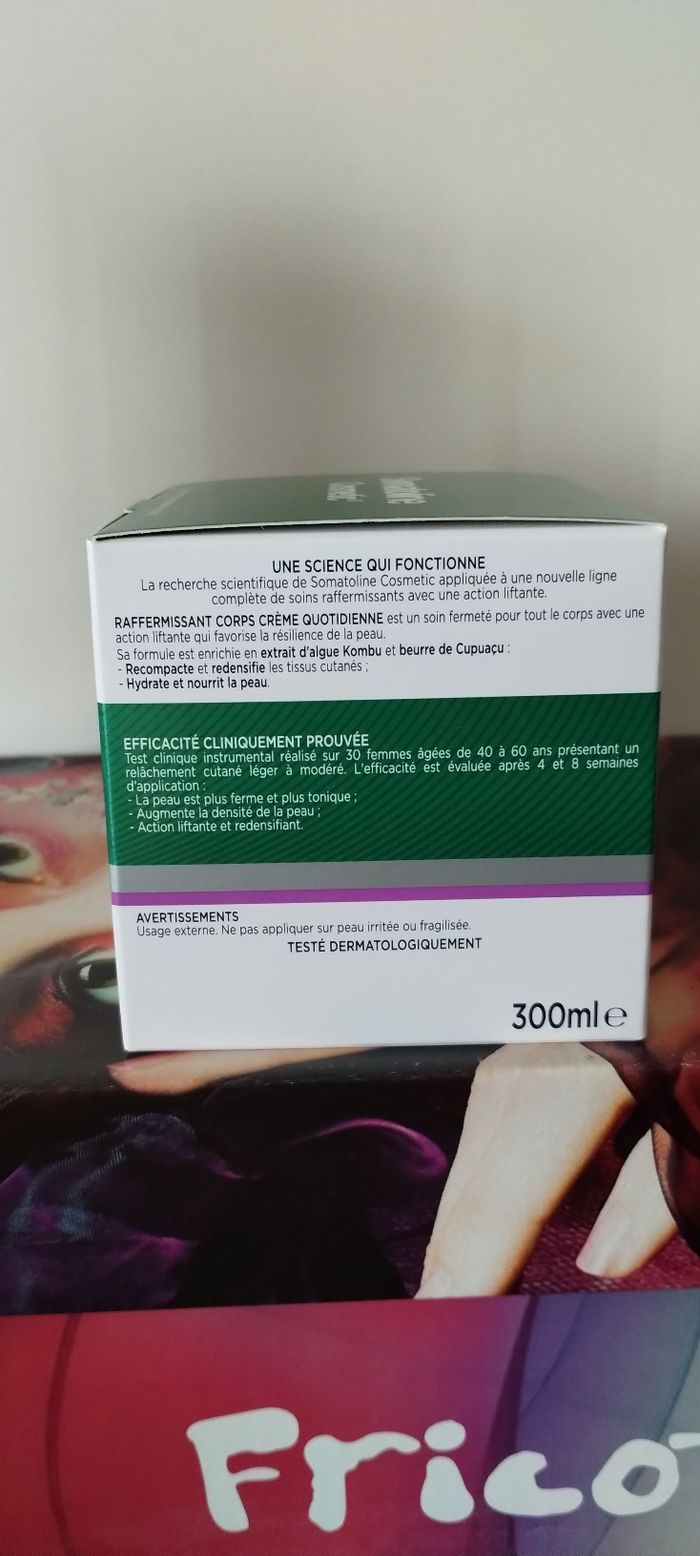 Somatoline
Cosmetic
UNE SCIENCE QUI FONCTIONNE
La recherche scientifique de Somatoline Cosmetic appliquée à une nouvelle ligne
complète de soins raffermissants avec une action liftante.
RAFFERMISSANT CORPS CRÈME QUOTIDIENNE est un soin fermeté pour tout le corps avec une
action liftante qui favorise la résilience de la peau.
Sa formule est enrichie en extrait d'algue Kombu et beurre de Cupuaçu :
- Recompacte et redensifie les tissus cutanés ;
- Hydrate et nourrit la peau.
EFFICACITÉ CLINIQUEMENT PROUVÉE
Test clinique instrumental réalisé sur 30 femmes âgées de 40 à 60 ans présentant un
relâchement cutané léger à modéré. L'efficacité est évaluée après 4 et 8 semaines
d'application :
- La peau est plus ferme et plus tonique ;
- Augmente la densité de la peau ;
- Action liftante et redensifiant.
AVERTISSEMENTS
Usage externe. Ne pas appliquer sur peau irritée ou fragilisée.
TESTÉ DERMATOLOGIQUEMENT
300ml e
Frico